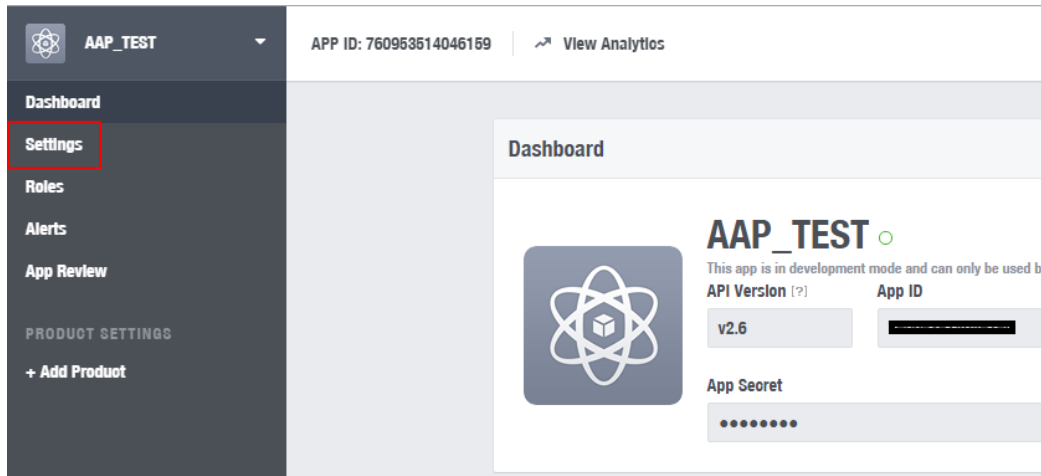 AAP_TEST
APP ID: 760953514046159
View Analytics
Dashboard
Settings
Roles
Alerts
App Review
PRODUCT SETTINGS
+ Add Product
Dashboard
AAP_TEST
This app is in development mode and can only be used b
API Version [?]
App ID
v2.6
App Secret
●●●●●●●●